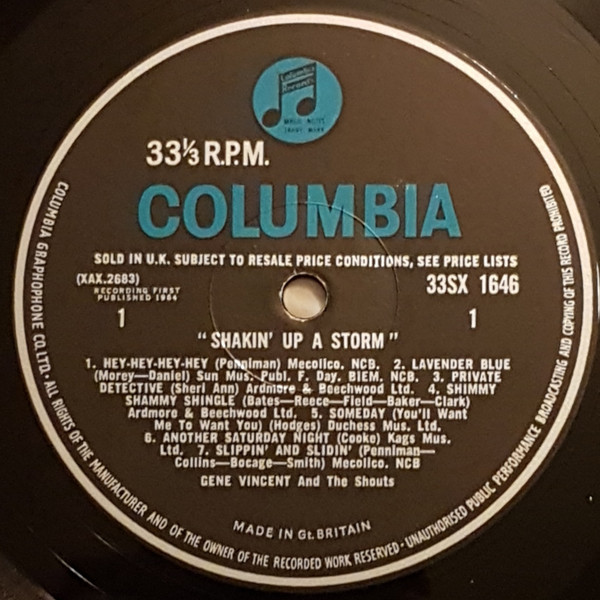 Columbia
Records
MAGIC NOTES
TRADE MARK
33⅓ R.P.M.
COLUMBIA
SOLD IN U.K. SUBJECT TO RESALE PRICE CONDITIONS, SEE PRICE LISTS
(XAX.2683)
RECORDING FIRST
PUBLISHED 1964
33SX 1646
1
1
"SHAKIN' UP A STORM"
1. HEY-HEY-HEY-HEY (Penniman) Mecolico. NCB. 2. LAVENDER BLUE
(Morey—Daniel) Sun Mus. Publ. F. Day. BIEM. NCB. 3. PRIVATE
DETECTIVE (Sheri Ann) Ardmore & Beechwood Ltd. 4. SHIMMY
SHAMMY SHINGLE (Bates—Reece—Field—Baker—Clark)
Ardmore & Beechwood Ltd. 5. SOMEDAY (You'll Want
Me To Want You) (Hodges) Duchess Mus. Ltd.
6. ANOTHER SATURDAY NIGHT (Cooke) Kags Mus.
Ltd. 7. SLIPPIN' AND SLIDIN' (Penniman—
Collins—Bocage—Smith) Mecolico. NCB
GENE VINCENT And The Shouts
MADE IN Gt. BRITAIN
COLUMBIA GRAPHOPHONE CO. LTD. · ALL RIGHTS OF THE MANUFACTURER AND OF THE OWNER OF THE RECORDED WORK RESERVED · UNAUTHORISED PUBLIC PERFORMANCE BROADCASTING AND COPYING OF THIS RECORD PROHIBITED